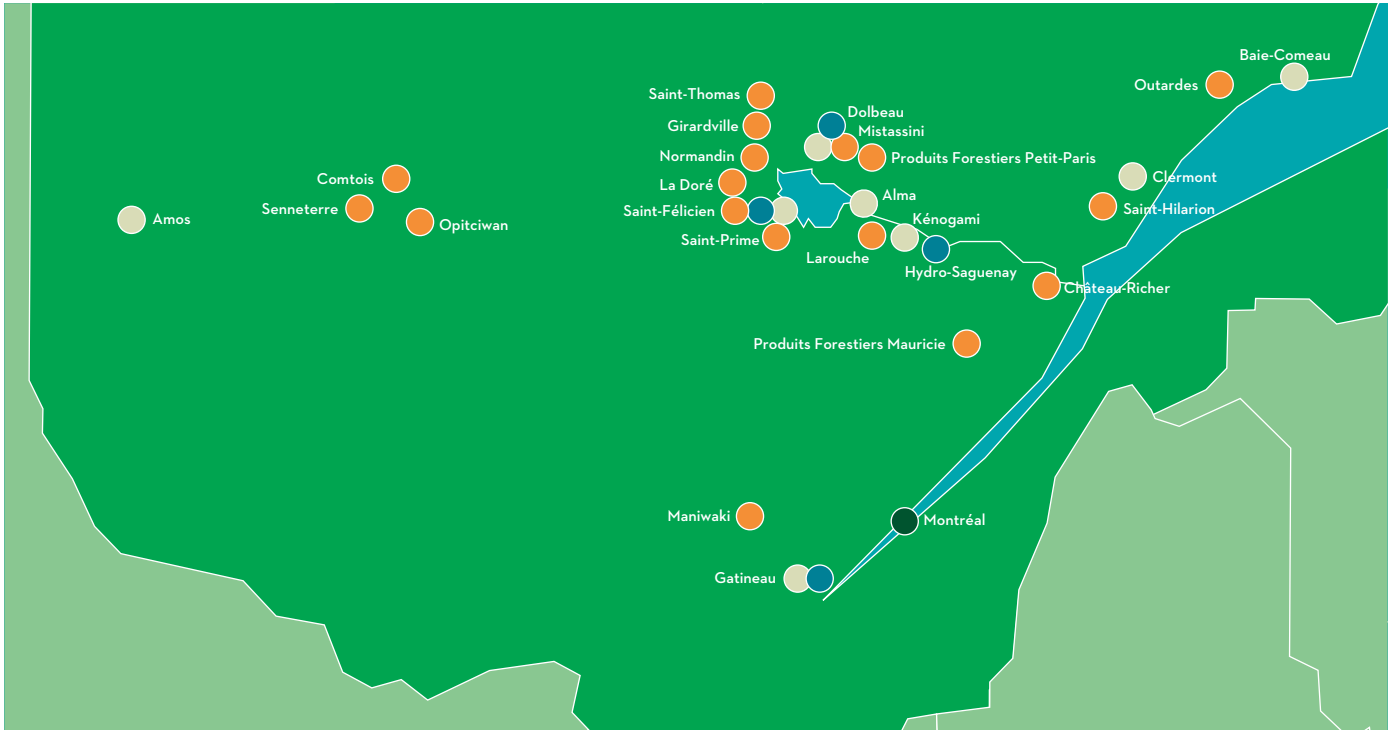 Baie-Comeau
Outardes
Saint-Thomas
Dolbeau
Girardville
Mistassini
Normandin
Produits Forestiers Petit-Paris
Comtois
La Doré
Clermont
Alma
Senneterre
Saint-Félicien
Saint-Hilarion
Amos
Opitciwan
Kénogami
Saint-Prime
Larouche
Hydro-Saguenay
Château-Richer
Produits Forestiers Mauricie
Maniwaki
Montréal
Gatineau